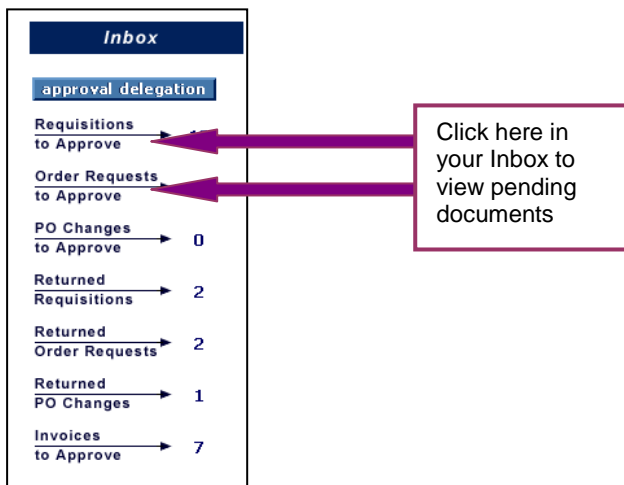 Inbox
approval delegation
Requisitions
to Approve
Order Requests
to Approve
PO Changes
to Approve 0
Returned
Requisitions 2
Returned
Order Requests 2
Returned
PO Changes 1
Invoices
to Approve 7
Click here in
your Inbox to
view pending
documents